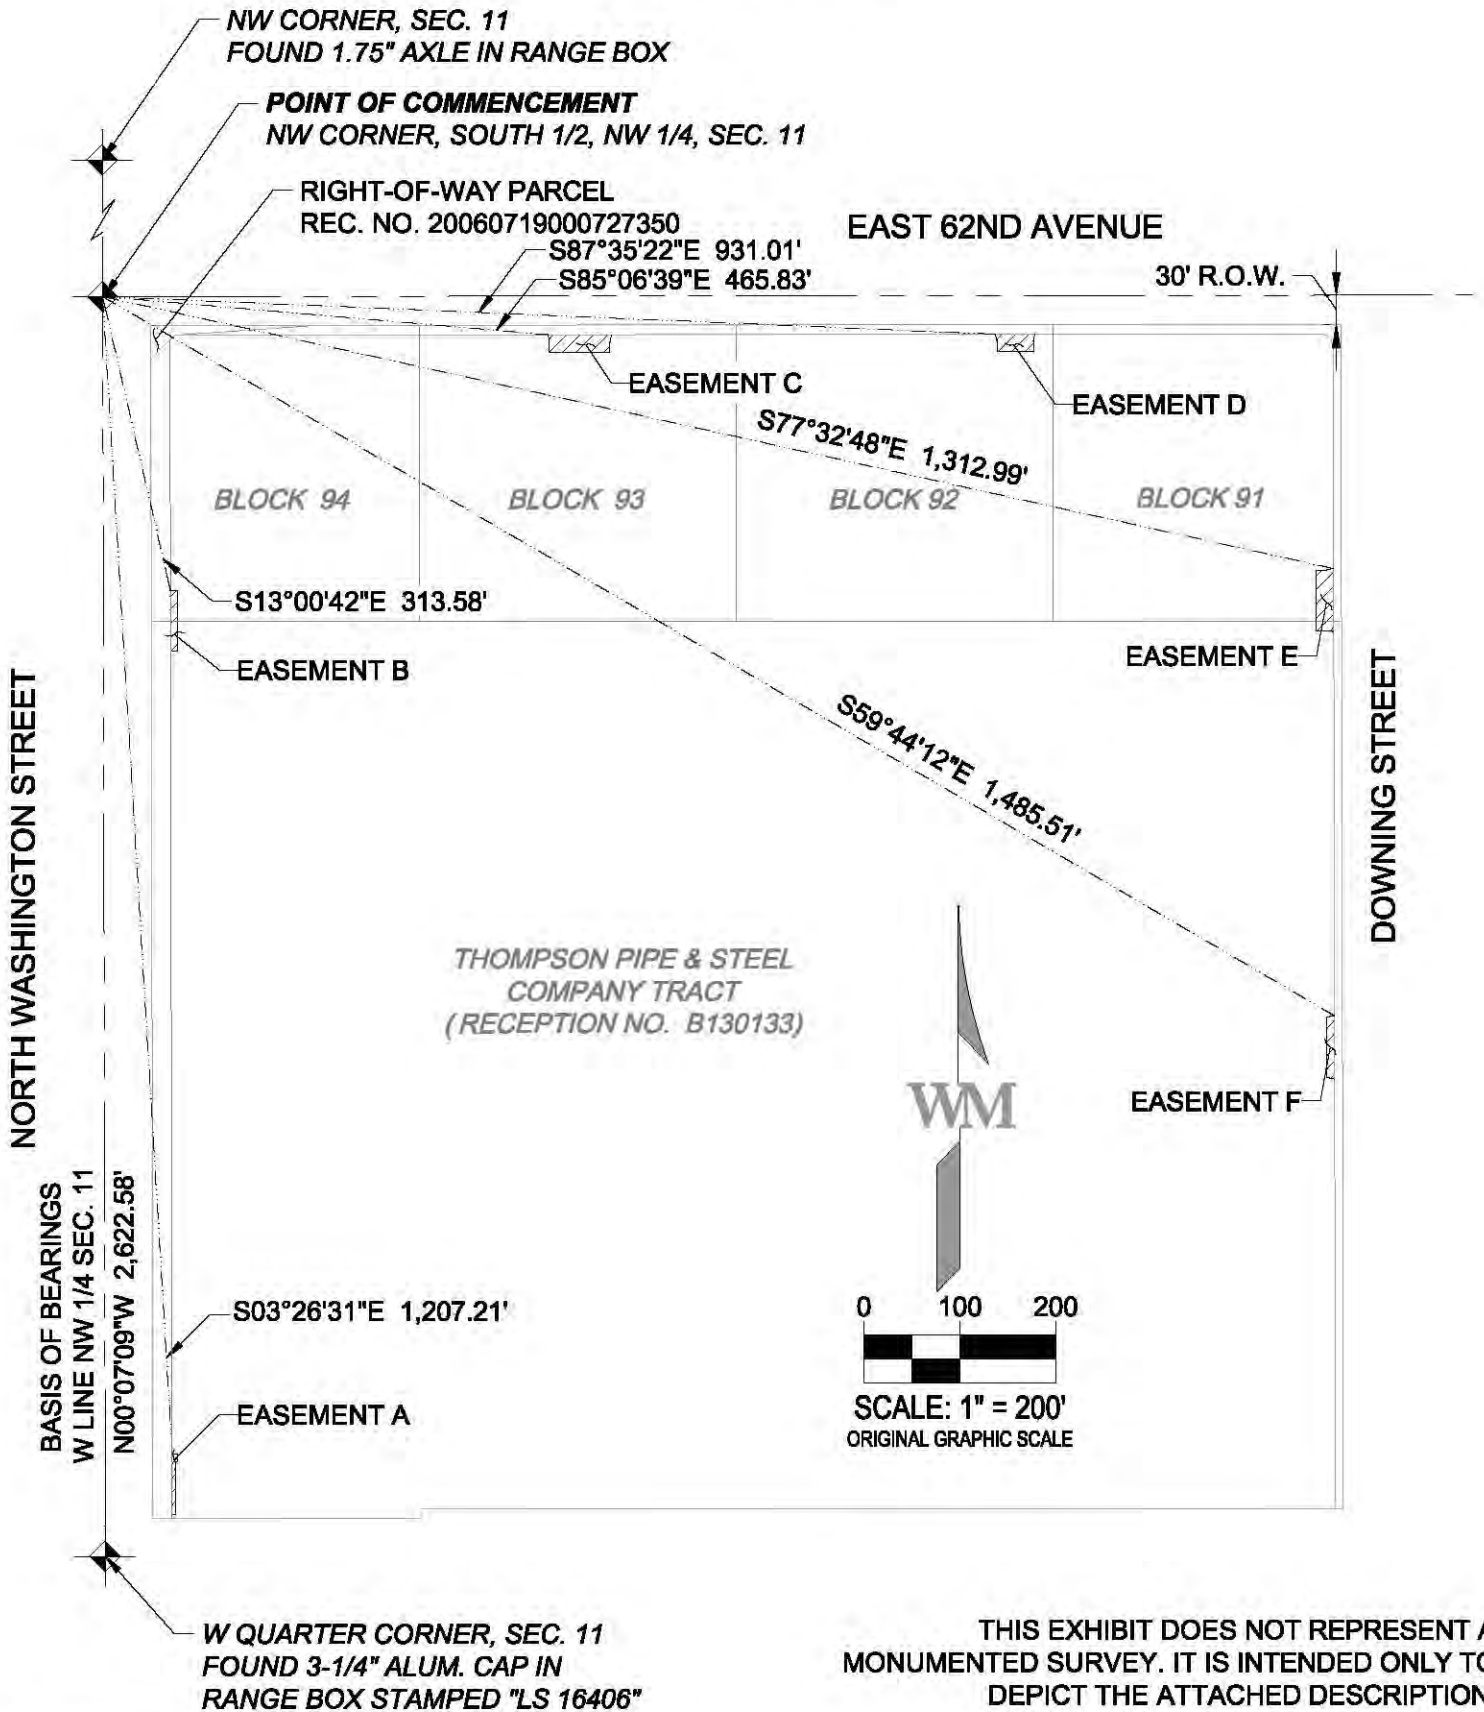 NW CORNER, SEC. 11
FOUND 1.75" AXLE IN RANGE BOX
POINT OF COMMENCEMENT
NW CORNER, SOUTH 1/2, NW 1/4, SEC. 11
RIGHT-OF-WAY PARCEL
REC. NO. 20060719000727350
EAST 62ND AVENUE
S87°35'22"E 931.01'
S85°06'39"E 465.83'
30' R.O.W.
EASEMENT C
EASEMENT D
S77°32'48"E 1,312.99'
BLOCK 94
BLOCK 93
BLOCK 92
BLOCK 91
S13°00'42"E 313.58'
EASEMENT B
EASEMENT E
NORTH WASHINGTON STREET
DOWNING STREET
S59°44'12"E 1,485.51'
THOMPSON PIPE & STEEL
COMPANY TRACT
(RECEPTION NO. B130133)
WM
EASEMENT F
BASIS OF BEARINGS
W LINE NW 1/4 SEC. 11
N00°07'09"W 2,622.58'
S03°26'31"E 1,207.21'
0 100 200
SCALE: 1" = 200'
ORIGINAL GRAPHIC SCALE
EASEMENT A
W QUARTER CORNER, SEC. 11
FOUND 3-1/4" ALUM. CAP IN
RANGE BOX STAMPED "LS 16406"
THIS EXHIBIT DOES NOT REPRESENT A
MONUMENTED SURVEY. IT IS INTENDED ONLY TO
DEPICT THE ATTACHED DESCRIPTION